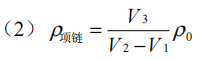 （2）ρ项链 = V3 / (V2 − V1) ρ0